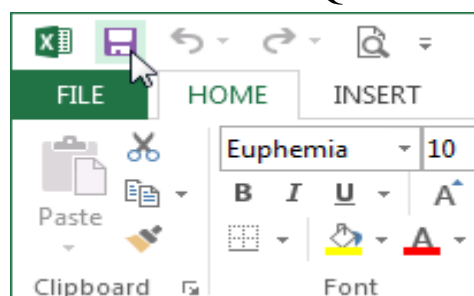 FILE HOME INSERT
Euphemia 10
B I U A
Paste
A
Clipboard Font